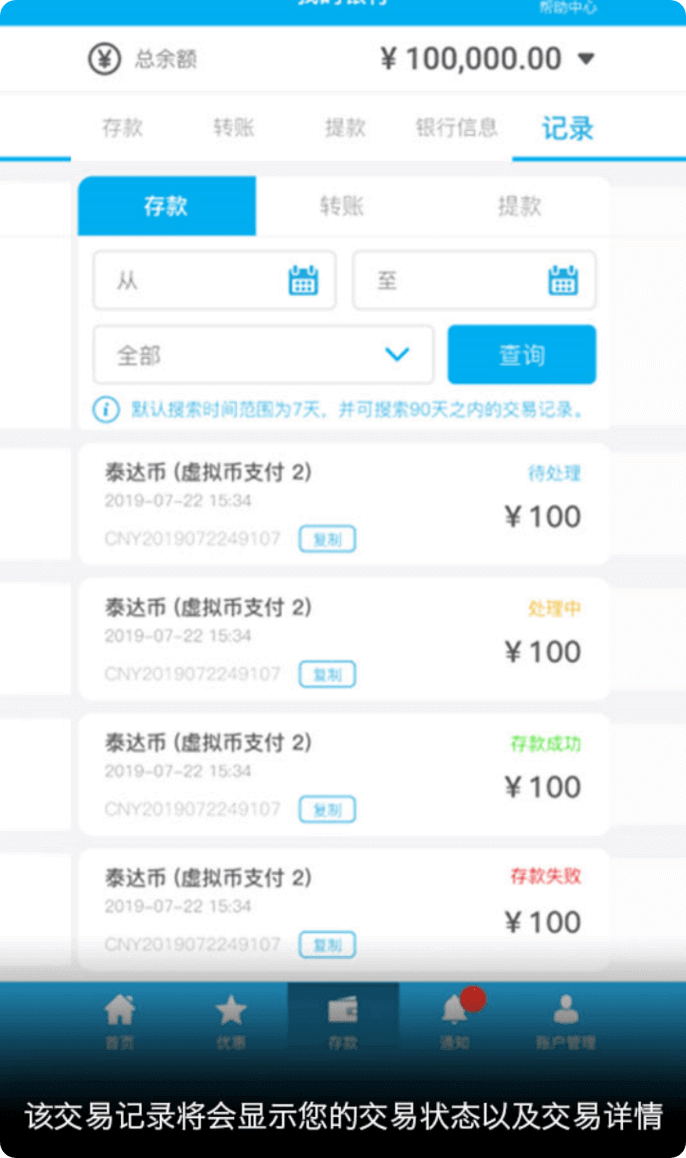 帮助中心
总余额 ¥ 100,000.00
存款 转账 提款 银行信息 记录
存款 转账 提款
从 至
全部 查询
默认搜索时间范围为7天，并可搜索90天之内的交易记录。
泰达币 (虚拟币支付 2) 待处理
2019-07-22 15:34
¥ 100
CNY2019072249107 复制
泰达币 (虚拟币支付 2) 处理中
2019-07-22 15:34
¥ 100
CNY2019072249107 复制
泰达币 (虚拟币支付 2) 存款成功
2019-07-22 15:34
¥ 100
CNY2019072249107 复制
泰达币 (虚拟币支付 2) 存款失败
2019-07-22 15:34
¥ 100
CNY2019072249107 复制
首页 优惠 存款 通知 账户管理
该交易记录将会显示您的交易状态以及交易详情